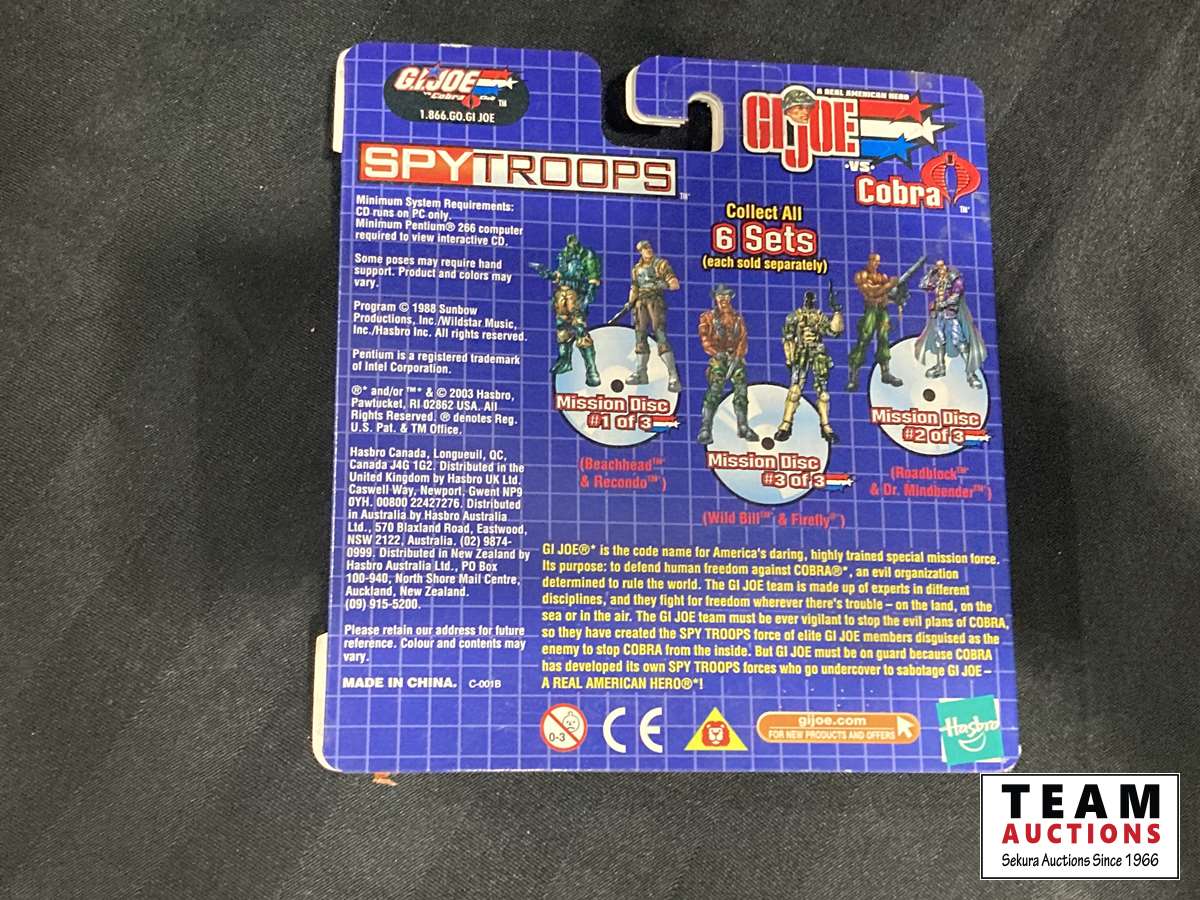 GI JOE
vs Cobra Club TM
1.866.GO.GI JOE
SPYTROOPS TM
Minimum System Requirements:
CD runs on PC only.
Minimum Pentium® 266 computer
required to view interactive CD.
Some poses may require hand
support. Product and colors may
vary.
Program © 1988 Sunbow
Productions, Inc./Wildstar Music,
Inc./Hasbro Inc. All rights reserved.
Pentium is a registered trademark
of Intel Corporation.
®* and/or ™* & © 2003 Hasbro,
Pawtucket, RI 02862 USA. All
Rights Reserved. ® denotes Reg.
U.S. Pat. & TM Office.
Hasbro Canada, Longueuil, QC,
Canada J4G 1G2. Distributed in the
United Kingdom by Hasbro UK Ltd.
Caswell Way, Newport, Gwent NP9
0YH. 00800 22427276. Distributed
in Australia by Hasbro Australia
Ltd., 570 Blaxland Road, Eastwood,
NSW 2122, Australia. (02) 9874-
0999. Distributed in New Zealand by
Hasbro Australia Ltd., PO Box
100-940, North Shore Mail Centre,
Auckland, New Zealand.
(09) 915-5200.
Please retain our address for future
reference. Colour and contents may
vary.
MADE IN CHINA. C-001B
A REAL AMERICAN HERO
GI JOE
·VS·
Cobra TM
Collect All
6 Sets
(each sold separately)
Mission Disc
#1 of 3
(Beachhead™
& Recondo™)
Mission Disc
#3 of 3
(Wild Bill™ & Firefly®)
Mission Disc
#2 of 3
(Roadblock™
& Dr. Mindbender™)
GI JOE®* is the code name for America's daring, highly trained special mission force.
Its purpose: to defend human freedom against COBRA®*, an evil organization
determined to rule the world. The GI JOE team is made up of experts in different
disciplines, and they fight for freedom wherever there's trouble – on the land, on the
sea or in the air. The GI JOE team must be ever vigilant to stop the evil plans of COBRA,
so they have created the SPY TROOPS force of elite GI JOE members disguised as the
enemy to stop COBRA from the inside. But GI JOE must be on guard because COBRA
has developed its own SPY TROOPS forces who go undercover to sabotage GI JOE –
A REAL AMERICAN HERO®*!
0-3
CE
gijoe.com
FOR NEW PRODUCTS AND OFFERS
Hasbro
TEAM
AUCTIONS
Sekura Auctions Since 1966